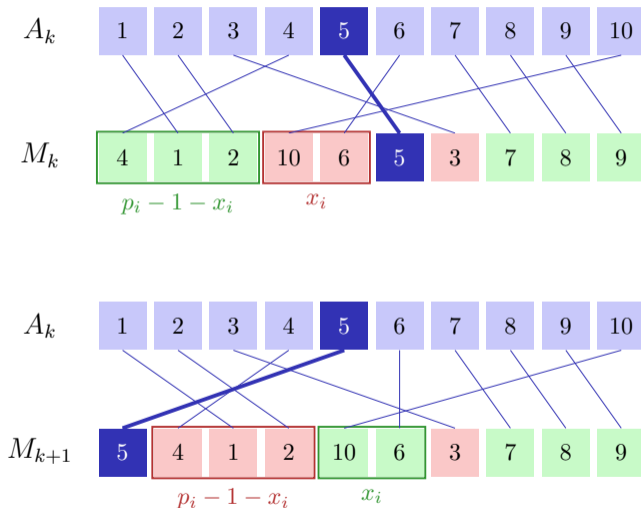 A_k 1 2 3 4 5 6 7 8 9 10
M_k 4 1 2 10 6 5 3 7 8 9
p_i − 1 − x_i x_i
A_k 1 2 3 4 5 6 7 8 9 10
M_{k+1} 5 4 1 2 10 6 3 7 8 9
p_i − 1 − x_i x_i